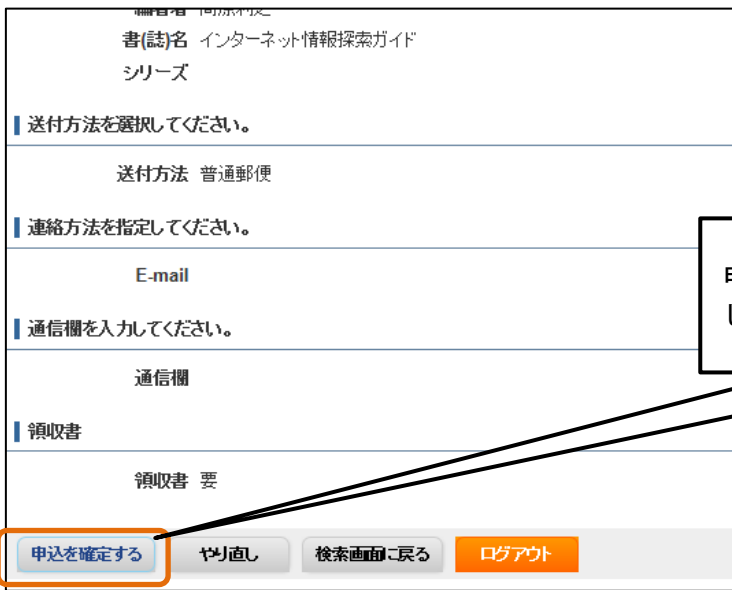 書(誌)名 インターネット情報探索ガイド
シリーズ
送付方法を選択してください。
送付方法 普通郵便
連絡方法を指定してください。
E-mail
通信欄を入力してください。
通信欄
領収書
領収書 要
申込を確定する やり直し 検索画面に戻る ログアウト